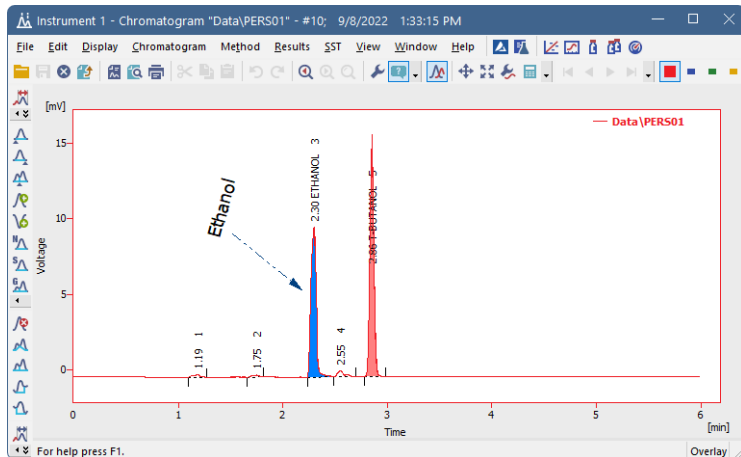 Instrument 1 - Chromatogram "Data\PERS01" - #10; 9/8/2022 1:33:15 PM
File Edit Display Chromatogram Method Results SST View Window Help
[mV]
Data\PERS01
15
10
5
0
Voltage
Ethanol
1.19 1
1.75 2
2.30 ETHANOL 3
2.55 4
2.86 T-BUTANOL 5
0 1 2 3 4 5 6
Time
[min]
For help press F1.
Overlay